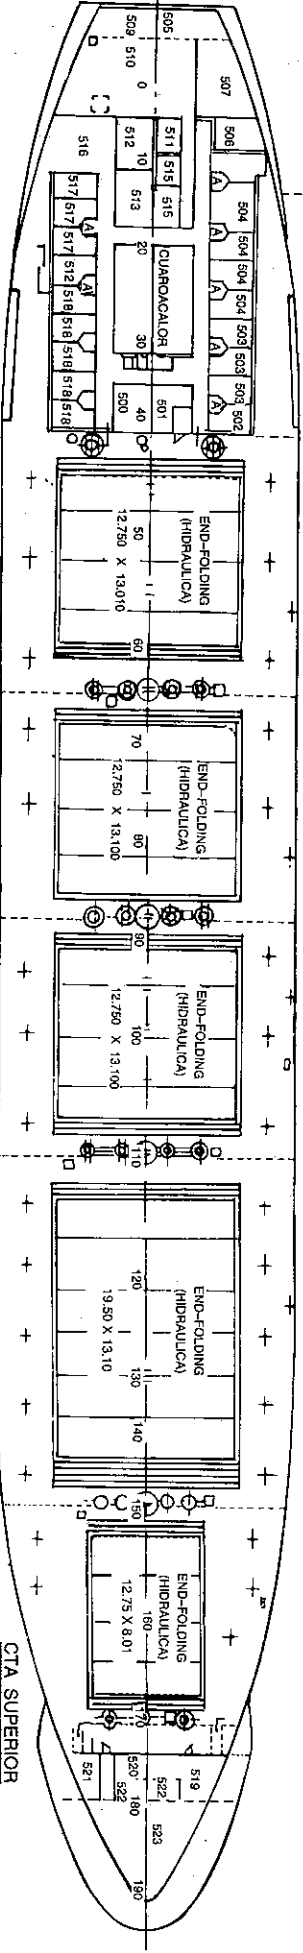 505
509
510
507
0
506
516
512
511
10
515
513
515
504
504
504
504
503
503
503
502
517
517
517
512
518
518
518
518
518
A
A
A
A
A
A
A
A
20
CUAROACALOR
30
40
500
501
END-FOLDING
(HIDRAULICA)
50
12.750 X 13.010
60
70
END-FOLDING
(HIDRAULICA)
80
12.750 X 13.100
90
END-FOLDING
(HIDRAULICA)
100
12.750 X 13.100
110
120
END-FOLDING
(HIDRAULICA)
19.50 X 13.10
130
140
150
END-FOLDING
(HIDRAULICA)
160
12.75 X 8.01
170
519
520
521
522
522
180
523
190
CTA SUPERIOR